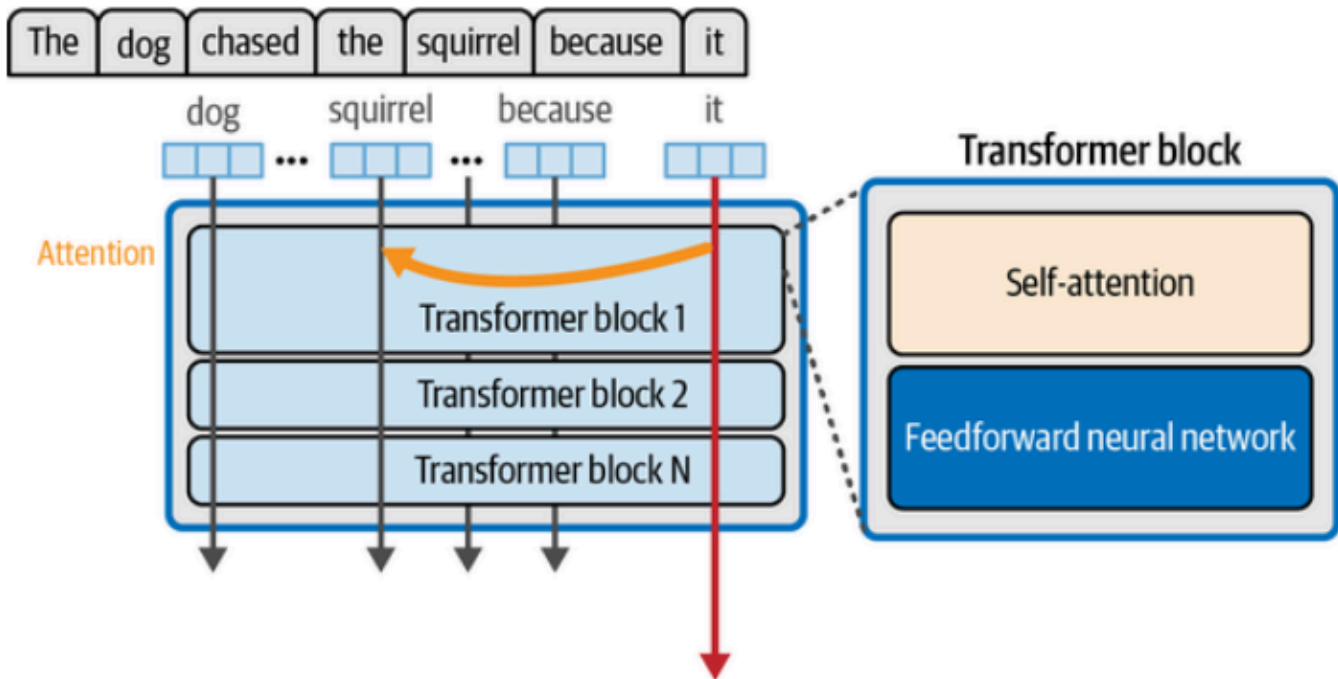 The dog chased the squirrel because it
dog ... squirrel ... because it
Transformer block
Attention
Self-attention
Transformer block 1
Transformer block 2
Feedforward neural network
Transformer block N